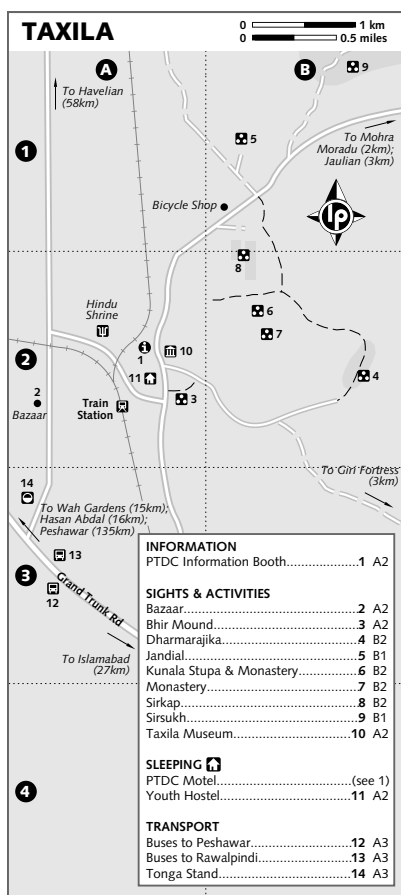 TAXILA
0 1 km
0 0.5 miles
A
B
9
To Havelian
(58km)
1
5
To Mohra
Moradu (2km);
Jaulian (3km)
Bicycle Shop
lp
8
Hindu
Shrine
6
7
1
10
2
11
4
2
Train
Station
3
Bazaar
14
To Giri Fortress
(3km)
To Wah Gardens (15km);
Hasan Abdal (16km);
Peshawar (135km)
13
3
12
Grand Trunk Rd
To Islamabad
(27km)
4
INFORMATION
PTDC Information Booth....................1 A2
SIGHTS & ACTIVITIES
Bazaar....................2 A2
Bhir Mound....................3 A2
Dharmarajika....................4 B2
Jandial....................5 B1
Kunala Stupa & Monastery....................6 B2
Monastery....................7 B2
Sirkap....................8 B2
Sirsukh....................9 B1
Taxila Museum....................10 A2
SLEEPING
PTDC Motel....................(see 1)
Youth Hostel....................11 A2
TRANSPORT
Buses to Peshawar....................12 A3
Buses to Rawalpindi....................13 A3
Tonga Stand....................14 A3